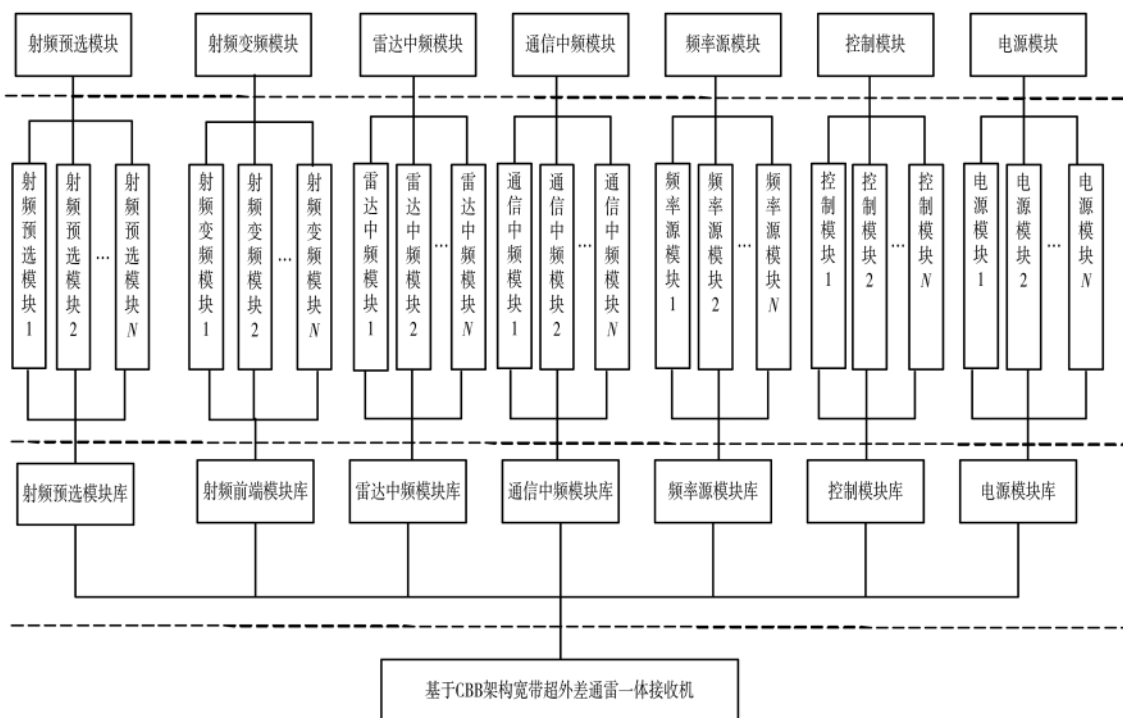 射频预选模块
射频变频模块
雷达中频模块
通信中频模块
频率源模块
控制模块
电源模块
射频预选模块1
射频预选模块2
...
射频预选模块N
射频变频模块1
射频变频模块2
...
射频变频模块N
雷达中频模块1
雷达中频模块2
...
雷达中频模块N
通信中频模块1
通信中频模块2
...
通信中频模块N
频率源模块1
频率源模块2
...
频率源模块N
控制模块1
控制模块2
...
控制模块N
电源模块1
电源模块2
...
电源模块N
射频预选模块库
射频前端模块库
雷达中频模块库
通信中频模块库
频率源模块库
控制模块库
电源模块库
基于CBB架构宽带超外差通雷一体接收机